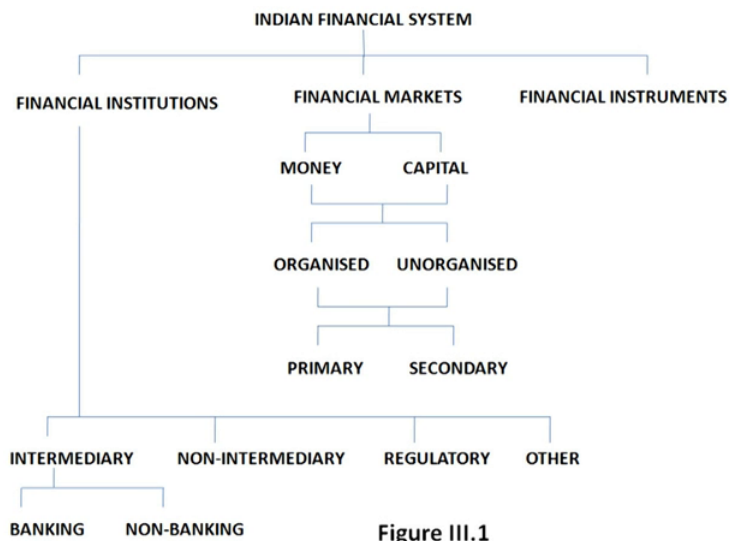 INDIAN FINANCIAL SYSTEM
FINANCIAL INSTITUTIONS FINANCIAL MARKETS FINANCIAL INSTRUMENTS
MONEY CAPITAL
ORGANISED UNORGANISED
PRIMARY SECONDARY
INTERMEDIARY NON-INTERMEDIARY REGULATORY OTHER
BANKING NON-BANKING
Figure III.1